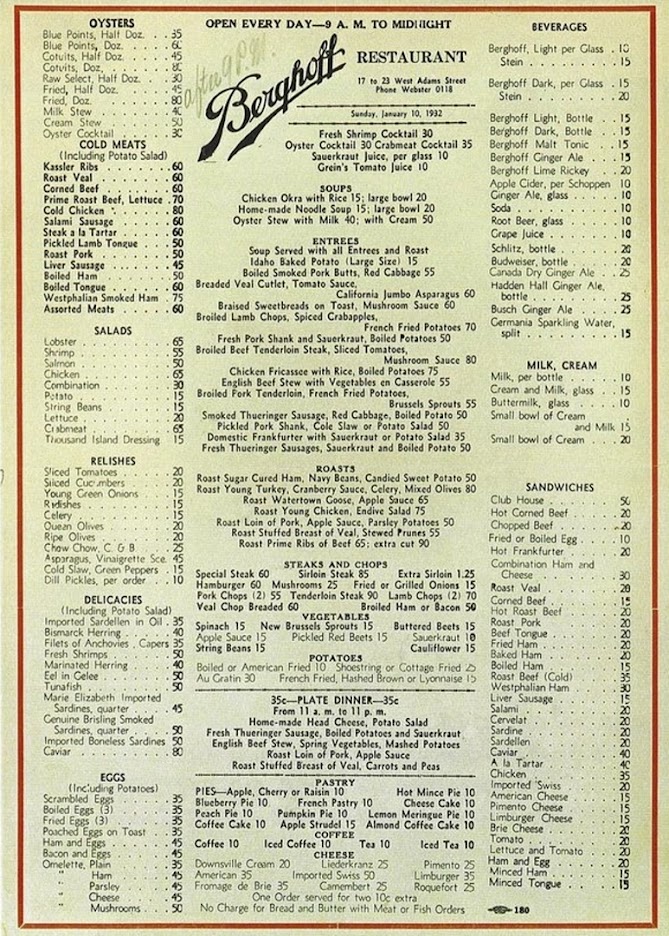 OYSTERS
Blue Points, Half Doz. . . 35
Blue Points, Doz. . . . 60
Cotuits, Half Doz. . . . 45
Cotuits, Doz. . . . 80
Raw Select, Half Doz. . . 30
Fried, Half Doz. . . . 45
Fried, Doz. . . . 80
Milk Stew . . . . 40
Cream Stew . . . . 50
Oyster Cocktail . . . . 30
COLD MEATS
(Including Potato Salad)
Kassler Ribs . . . . 60
Roast Veal . . . . 60
Corned Beef . . . . 60
Prime Roast Beef, Lettuce . 70
Cold Chicken . . . . 80
Salami Sausage . . . . 60
Steak a la Tartar . . . . 60
Pickled Lamb Tongue . . . 50
Roast Pork . . . . 50
Liver Sausage . . . . 45
Boiled Ham . . . . 50
Boiled Tongue . . . . 60
Westphalian Smoked Ham . 75
Assorted Meats . . . . 60
SALADS
Lobster . . . . 65
Shrimp . . . . 55
Salmon . . . . 50
Chicken . . . . 65
Combination . . . . 30
Potato . . . . 15
String Beans . . . . 15
Lettuce . . . . 20
Crabmeat . . . . 65
Thousand Island Dressing 15
RELISHES
Sliced Tomatoes . . . . 20
Sliced Cucumbers . . . . 20
Young Green Onions . . . 15
Radishes . . . . 15
Celery . . . . 15
Queen Olives . . . . 20
Ripe Olives . . . . 20
Chow Chow, C. & B. . . 25
Asparagus, Vinaigrette Sce. 45
Cold Slaw, Green Peppers . 15
Dill Pickles, per order . . 10
DELICACIES
(Including Potato Salad)
Imported Sardellen in Oil . 35
Bismarck Herring . . . . 40
Filets of Anchovies, Capers 35
Fresh Shrimps . . . . 50
Marinated Herring . . . . 40
Eel in Gelee . . . . 50
Tunafish . . . . 50
Marie Elizabeth Imported
Sardines, quarter . . . 45
Genuine Brisling Smoked
Sardines, quarter . . . 50
Imported Boneless Sardines 50
Caviar . . . . 80
EGGS
(Including Potatoes)
Scrambled Eggs . . . . 35
Boiled Eggs (3) . . . . 35
Fried Eggs (3) . . . . 35
Poached Eggs on Toast . . 35
Ham and Eggs . . . . 45
Bacon and Eggs . . . . 45
Omelette, Plain . . . . 35
" Ham . . . . 45
" Parsley . . . . 45
" Cheese . . . . 45
" Mushrooms . . 50
OPEN EVERY DAY—9 A. M. TO MIDNIGHT
after 9 P.M.
Berghoff
RESTAURANT
17 to 23 West Adams Street
Phone Webster 0118
Sunday, January 10, 1932
Fresh Shrimp Cocktail 30
Oyster Cocktail 30 Crabmeat Cocktail 35
Sauerkraut Juice, per glass 10
Grein's Tomato Juice 10
SOUPS
Chicken Okra with Rice 15; large bowl 20
Home-made Noodle Soup 15; large bowl 20
Oyster Stew with Milk 40; with Cream 50
ENTREES
Soup Served with all Entrees and Roast
Idaho Baked Potato (Large Size) 15
Boiled Smoked Pork Butts, Red Cabbage 55
Breaded Veal Cutlet, Tomato Sauce,
California Jumbo Asparagus 60
Braised Sweetbreads on Toast, Mushroom Sauce 60
Broiled Lamb Chops, Spiced Crabapples,
French Fried Potatoes 70
Fresh Pork Shank and Sauerkraut, Boiled Potatoes 50
Broiled Beef Tenderloin Steak, Sliced Tomatoes,
Mushroom Sauce 80
Chicken Fricassee with Rice, Boiled Potatoes 75
English Beef Stew with Vegetables en Casserole 55
Broiled Pork Tenderloin, French Fried Potatoes,
Brussels Sprouts 55
Smoked Thueringer Sausage, Red Cabbage, Boiled Potato 50
Pickled Pork Shank, Cole Slaw or Potato Salad 50
Domestic Frankfurter with Sauerkraut or Potato Salad 35
Fresh Thueringer Sausages, Sauerkraut and Boiled Potato 50
ROASTS
Roast Sugar Cured Ham, Navy Beans, Candied Sweet Potato 50
Roast Young Turkey, Cranberry Sauce, Celery, Mixed Olives 80
Roast Watertown Goose, Apple Sauce 65
Roast Young Chicken, Endive Salad 75
Roast Loin of Pork, Apple Sauce, Parsley Potatoes 50
Roast Stuffed Breast of Veal, Stewed Prunes 55
Roast Prime Ribs of Beef 65; extra cut 90
STEAKS AND CHOPS
Special Steak 60 Sirloin Steak 85 Extra Sirloin 1.25
Hamburger 60 Mushrooms 25 Fried or Grilled Onions 15
Pork Chops (2) 55 Tenderloin Steak 90 Lamb Chops (2) 70
Veal Chop Breaded 60 Broiled Ham or Bacon 50
VEGETABLES
Spinach 15 New Brussels Sprouts 15 Buttered Beets 15
Apple Sauce 15 Pickled Red Beets 15 Sauerkraut 10
String Beans 15 Cauliflower 15
POTATOES
Boiled or American Fried 10 Shoestring or Cottage Fried 25
Au Gratin 30 French Fried, Hashed Brown or Lyonnaise 15
35c—PLATE DINNER—35c
From 11 a. m. to 11 p. m.
Home-made Head Cheese, Potato Salad
Fresh Thueringer Sausage, Boiled Potatoes and Sauerkraut
English Beef Stew, Spring Vegetables, Mashed Potatoes
Roast Loin of Pork, Apple Sauce
Roast Stuffed Breast of Veal, Carrots and Peas
PASTRY
PIES—Apple, Cherry or Raisin 10 Hot Mince Pie 10
Blueberry Pie 10 French Pastry 10 Cheese Cake 10
Peach Pie 10 Pumpkin Pie 10 Lemon Meringue Pie 10
Coffee Cake 10 Apple Strudel 15 Almond Coffee Cake 10
COFFEE
Coffee 10 Iced Coffee 10 Tea 10 Iced Tea 10
CHEESE
Downsville Cream 20 Liederkranz 25 Pimento 25
American 35 Imported Swiss 50 Limburger 35
Fromage de Brie 35 Camembert 25 Roquefort 25
One Order served for two 10c extra
No Charge for Bread and Butter with Meat or Fish Orders
BEVERAGES
Berghoff, Light per Glass . 10
Stein . . . . 15
Berghoff Dark, per Glass . 15
Stein . . . . 20
Berghoff Light, Bottle . . 15
Berghoff Dark, Bottle . . 15
Berghoff Malt Tonic . . 15
Berghoff Ginger Ale . . . 15
Berghoff Lime Rickey . . 20
Apple Cider, per Schoppen 10
Ginger Ale, glass . . . . 10
Soda . . . . 10
Root Beer, glass . . . . 10
Grape Juice . . . . 10
Schlitz, bottle . . . . 20
Budweiser, bottle . . . . 20
Canada Dry Ginger Ale . . 25
Hadden Hall Ginger Ale,
bottle . . . . 25
Busch Ginger Ale . . . . 25
Germania Sparkling Water,
split . . . . 15
MILK, CREAM
Milk, per bottle . . . . 10
Cream and Milk, glass . . 15
Buttermilk, glass . . . . 10
Small bowl of Cream
and Milk 15
Small bowl of Cream . . 20
SANDWICHES
Club House . . . . 50
Hot Corned Beef . . . . 20
Chopped Beef . . . . 20
Fried or Boiled Egg . . . 10
Hot Frankfurter . . . . 20
Combination Ham and
Cheese . . . . 30
Roast Veal . . . . 20
Corned Beef . . . . 15
Hot Roast Beef . . . . 20
Roast Pork . . . . 20
Beef Tongue . . . . 20
Fried Ham . . . . 20
Baked Ham . . . . 20
Boiled Ham . . . . 15
Roast Beef (Cold) . . . 35
Westphalian Ham . . . . 30
Liver Sausage . . . . 15
Salami . . . . 20
Cervelat . . . . 20
Sardine . . . . 20
Sardellen . . . . 20
Caviar . . . . 40
A la Tartar . . . . 40
Chicken . . . . 35
Imported Swiss . . . . 20
American Cheese . . . . 15
Pimento Cheese . . . . 15
Limburger Cheese . . . . 15
Brie Cheese . . . . 20
Tomato . . . . 20
Lettuce and Tomato . . . 20
Ham and Egg . . . . 20
Minced Ham . . . . 15
Minced Tongue . . . . 15
180